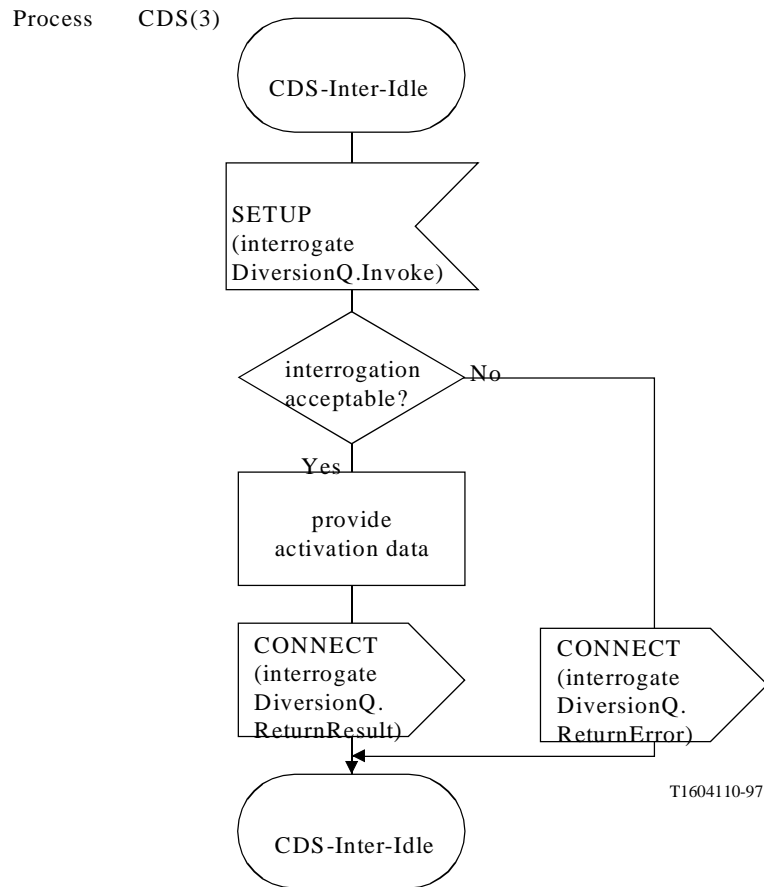 Process CDS(3)
CDS-Inter-Idle
SETUP
(interrogate
DiversionQ.Invoke)
interrogation
acceptable?
No
Yes
provide
activation data
CONNECT
(interrogate
DiversionQ.
ReturnResult)
CONNECT
(interrogate
DiversionQ.
ReturnError)
T1604110-97
CDS-Inter-Idle